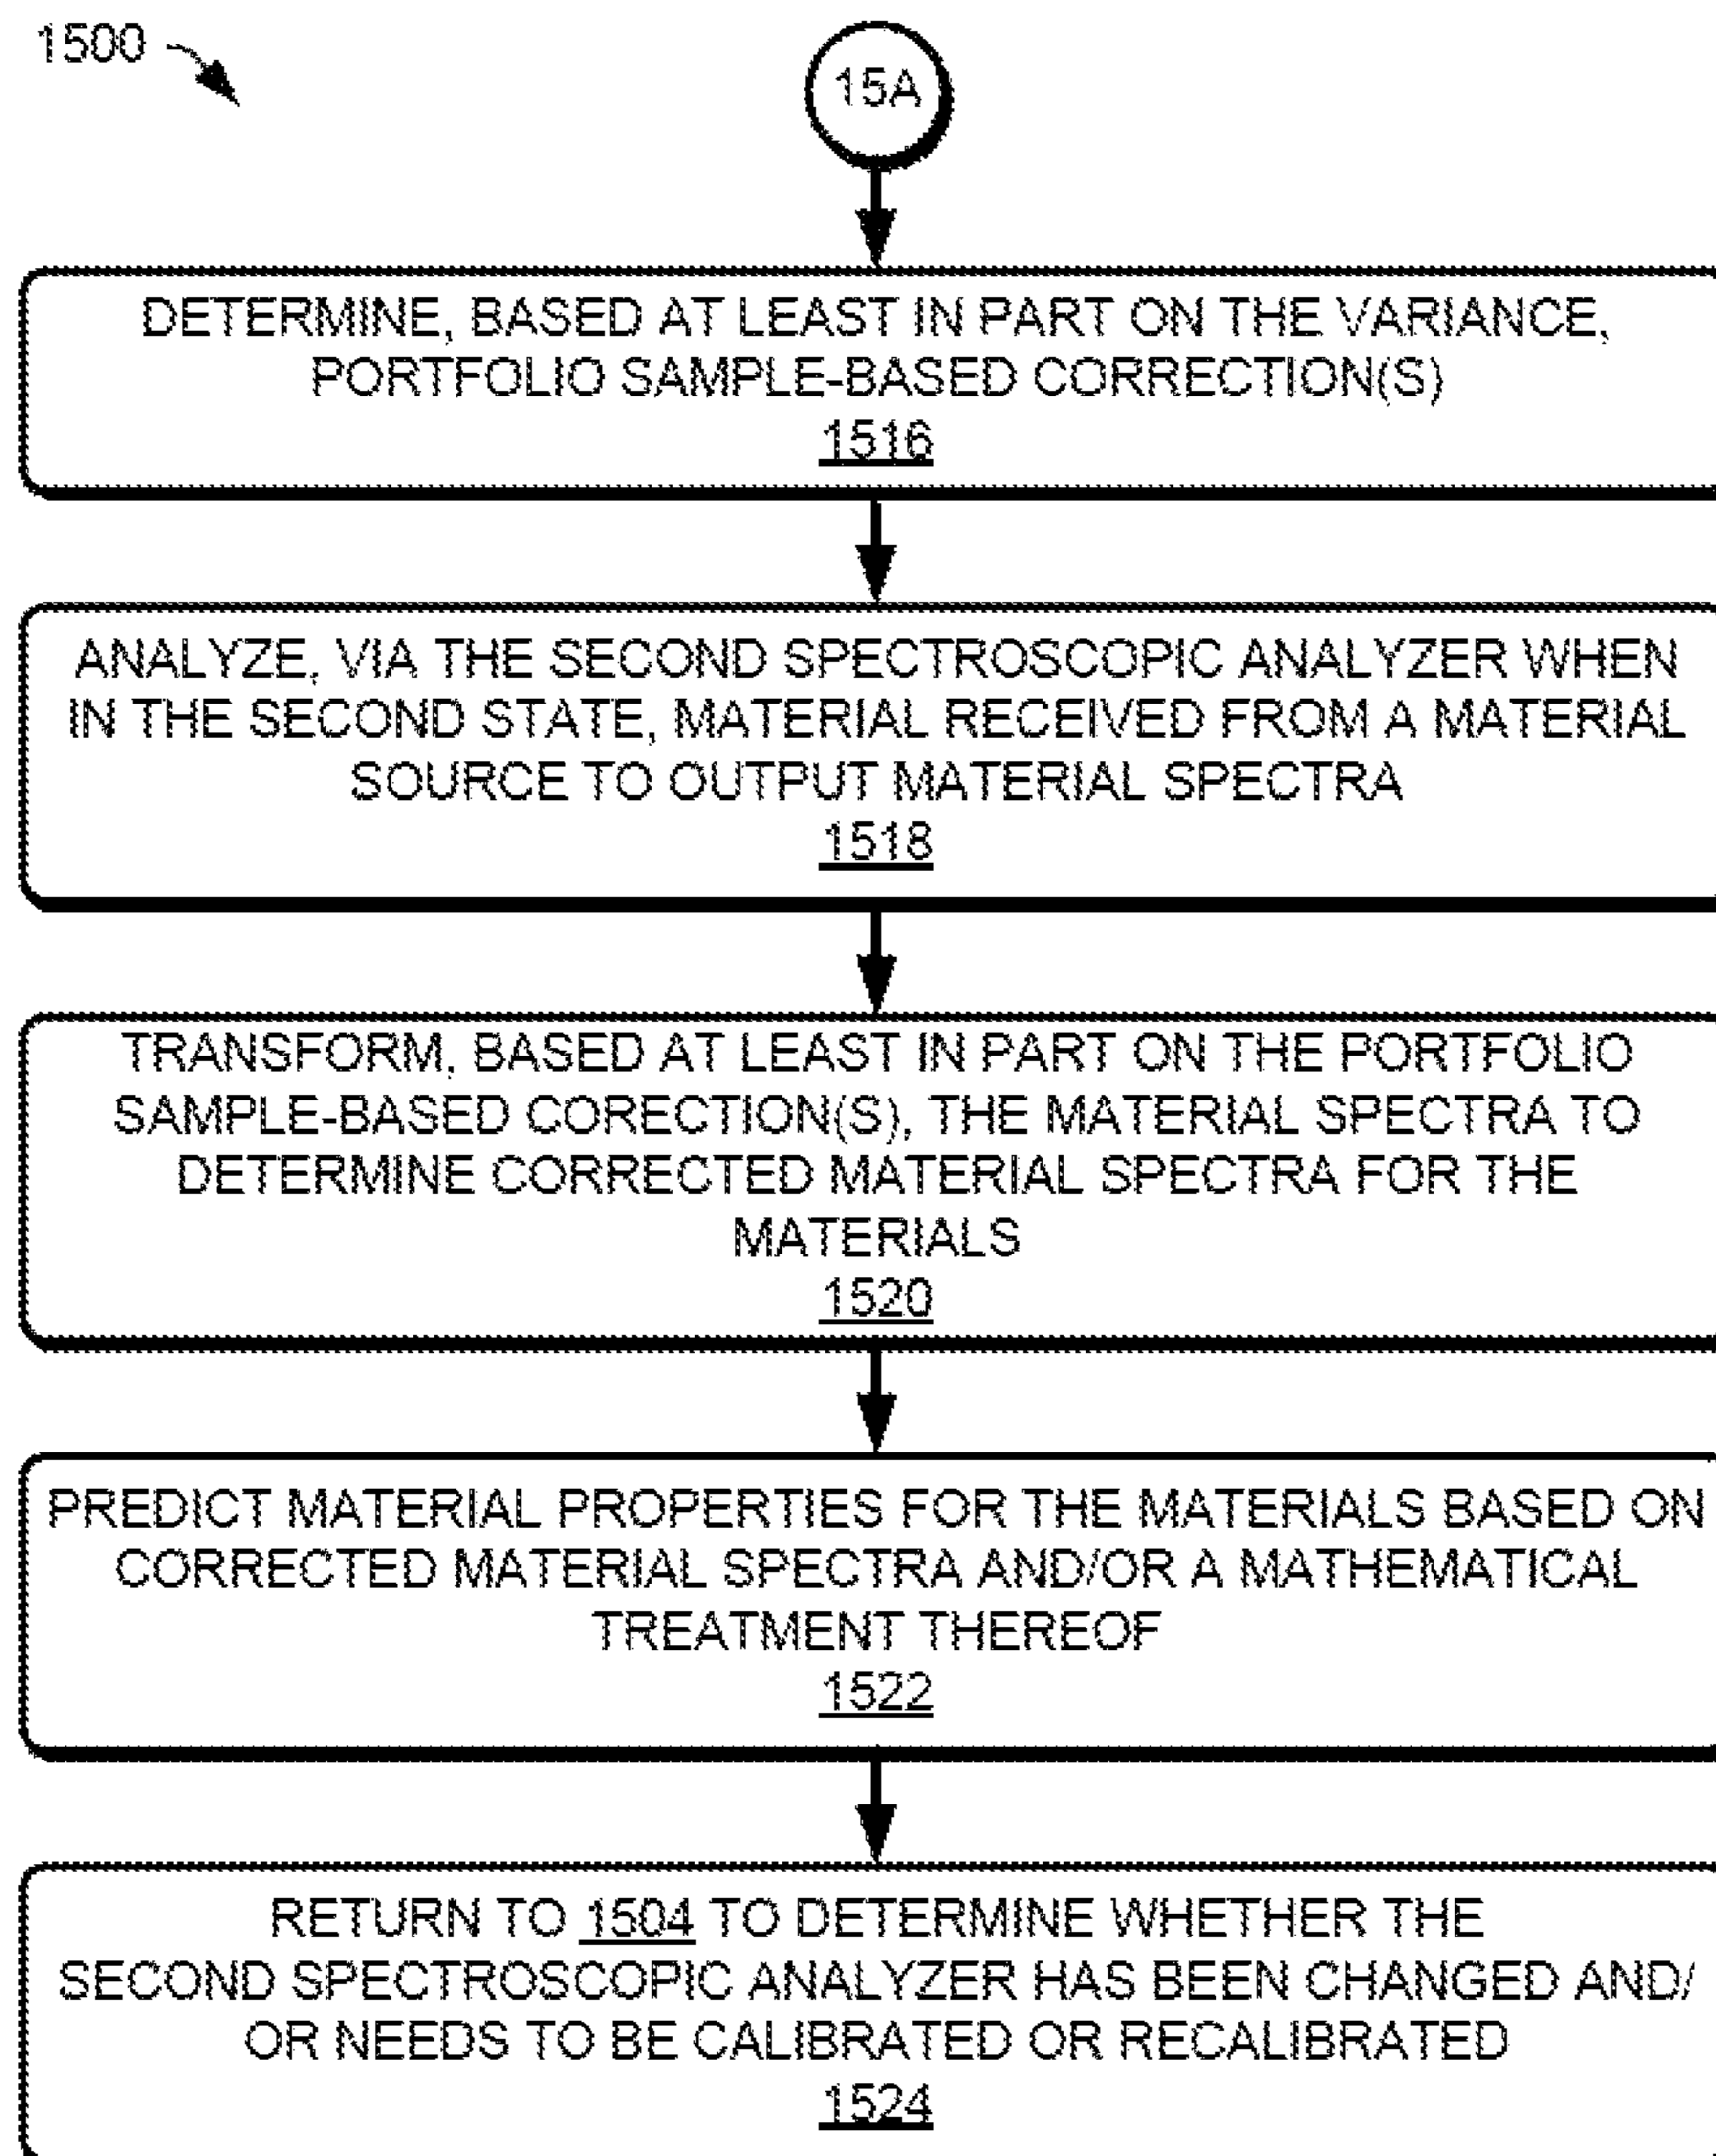 1500
15A
DETERMINE, BASED AT LEAST IN PART ON THE VARIANCE,
PORTFOLIO SAMPLE-BASED CORRECTION(S)
1516
ANALYZE, VIA THE SECOND SPECTROSCOPIC ANALYZER WHEN
IN THE SECOND STATE, MATERIAL RECEIVED FROM A MATERIAL
SOURCE TO OUTPUT MATERIAL SPECTRA
1518
TRANSFORM, BASED AT LEAST IN PART ON THE PORTFOLIO
SAMPLE-BASED CORECTION(S), THE MATERIAL SPECTRA TO
DETERMINE CORRECTED MATERIAL SPECTRA FOR THE
MATERIALS
1520
PREDICT MATERIAL PROPERTIES FOR THE MATERIALS BASED ON
CORRECTED MATERIAL SPECTRA AND/OR A MATHEMATICAL
TREATMENT THEREOF
1522
RETURN TO 1504 TO DETERMINE WHETHER THE
SECOND SPECTROSCOPIC ANALYZER HAS BEEN CHANGED AND/
OR NEEDS TO BE CALIBRATED OR RECALIBRATED
1524